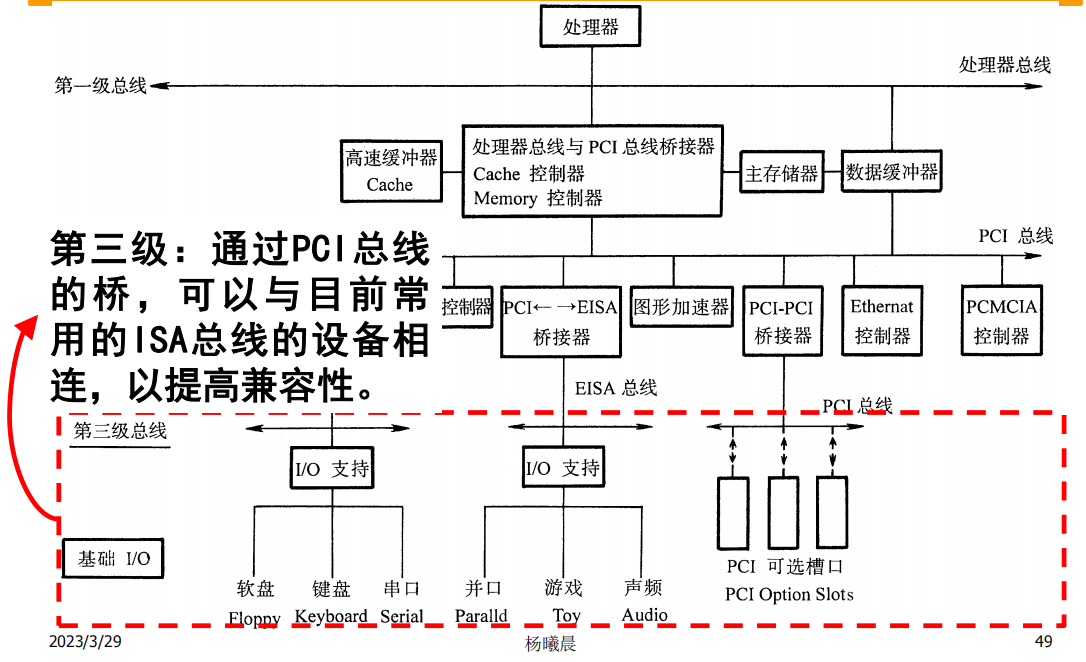 处理器
处理器总线
第一级总线
高速缓冲器
Cache
处理器总线与 PCI 总线桥接器
Cache 控制器
Memory 控制器
主存储器
数据缓冲器
PCI 总线
第三级：通过PCI总线
的桥，可以与目前常
用的ISA总线的设备相
连，以提高兼容性。
控制器
PCI← →EISA
桥接器
图形加速器
PCI-PCI
桥接器
Ethernat
控制器
PCMCIA
控制器
EISA 总线
PCI 总线
第三级总线
I/O 支持
I/O 支持
基础 I/O
软盘
Floppy
键盘
Keyboard
串口
Serial
并口
Paralld
游戏
Toy
声频
Audio
PCI 可选槽口
PCI Option Slots
2023/3/29
杨曦晨
49